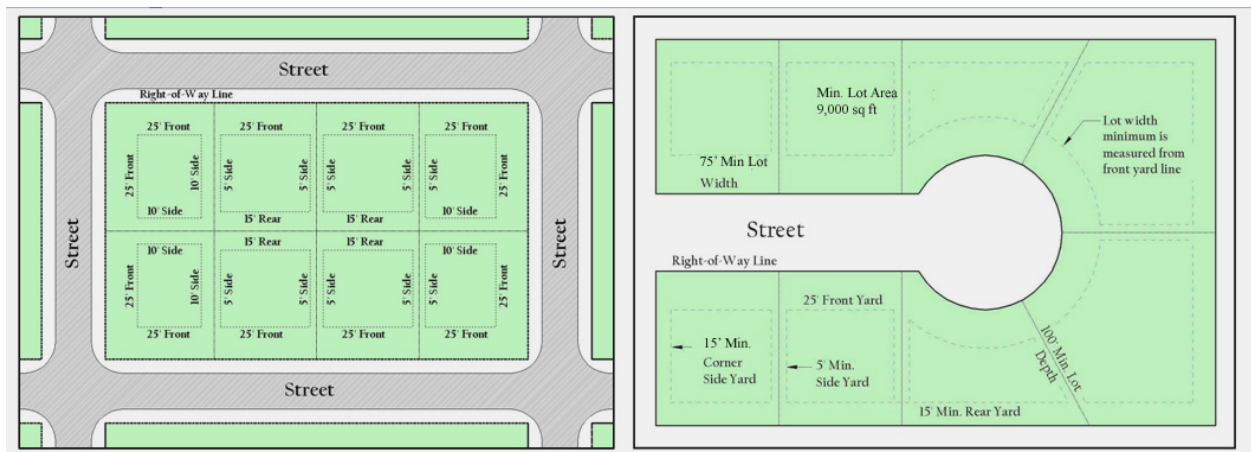 Street
Right-of-Way Line
25' Front 25' Front 25' Front 25' Front
25' Front 10' Side 5' Side 5' Side 5' Side 5' Side 5' Side 25' Front
10' Side 15' Rear 15' Rear 10' Side
10' Side 15' Rear 15' Rear 10' Side
25' Front 10' Side 5' Side 5' Side 5' Side 5' Side 5' Side 25' Front
25' Front 25' Front 25' Front 25' Front
Street
Street
Street
Min. Lot Area
9,000 sq ft
Lot width
minimum is
measured from
front yard line
75' Min Lot
Width
Street
Right-of-Way Line
25' Front Yard
15' Min.
Corner
Side Yard
5' Min.
Side Yard
100' Min. Lot
Depth
15' Min. Rear Yard